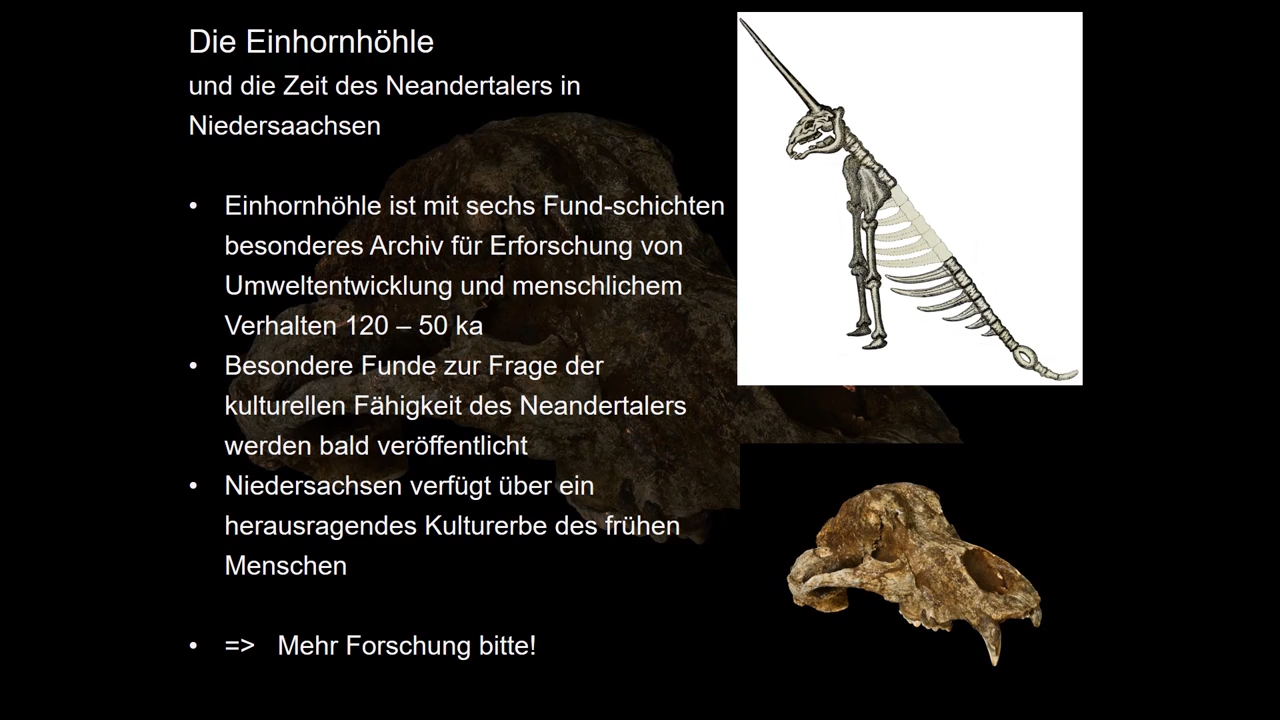 Die Einhornhöhle
und die Zeit des Neandertalers in
Niedersaachsen
• Einhornhöhle ist mit sechs Fund-schichten
besonderes Archiv für Erforschung von
Umweltentwicklung und menschlichem
Verhalten 120 – 50 ka
• Besondere Funde zur Frage der
kulturellen Fähigkeit des Neandertalers
werden bald veröffentlicht
• Niedersachsen verfügt über ein
herausragendes Kulturerbe des frühen
Menschen
• => Mehr Forschung bitte!